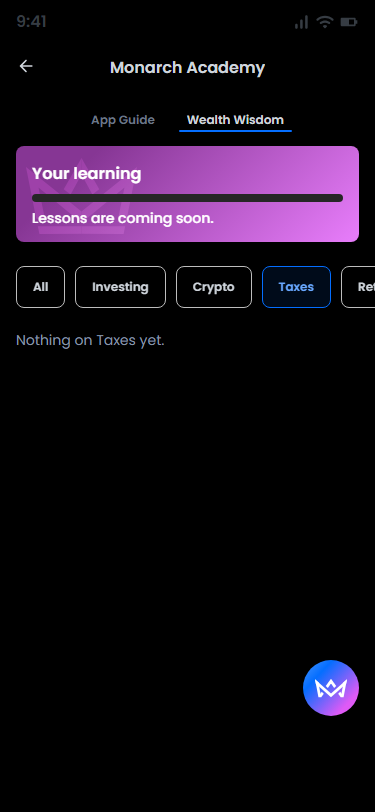 9:41
Monarch Academy
App Guide
Wealth Wisdom
Your learning
Lessons are coming soon.
All
Investing
Crypto
Taxes
Ret
Nothing on Taxes yet.